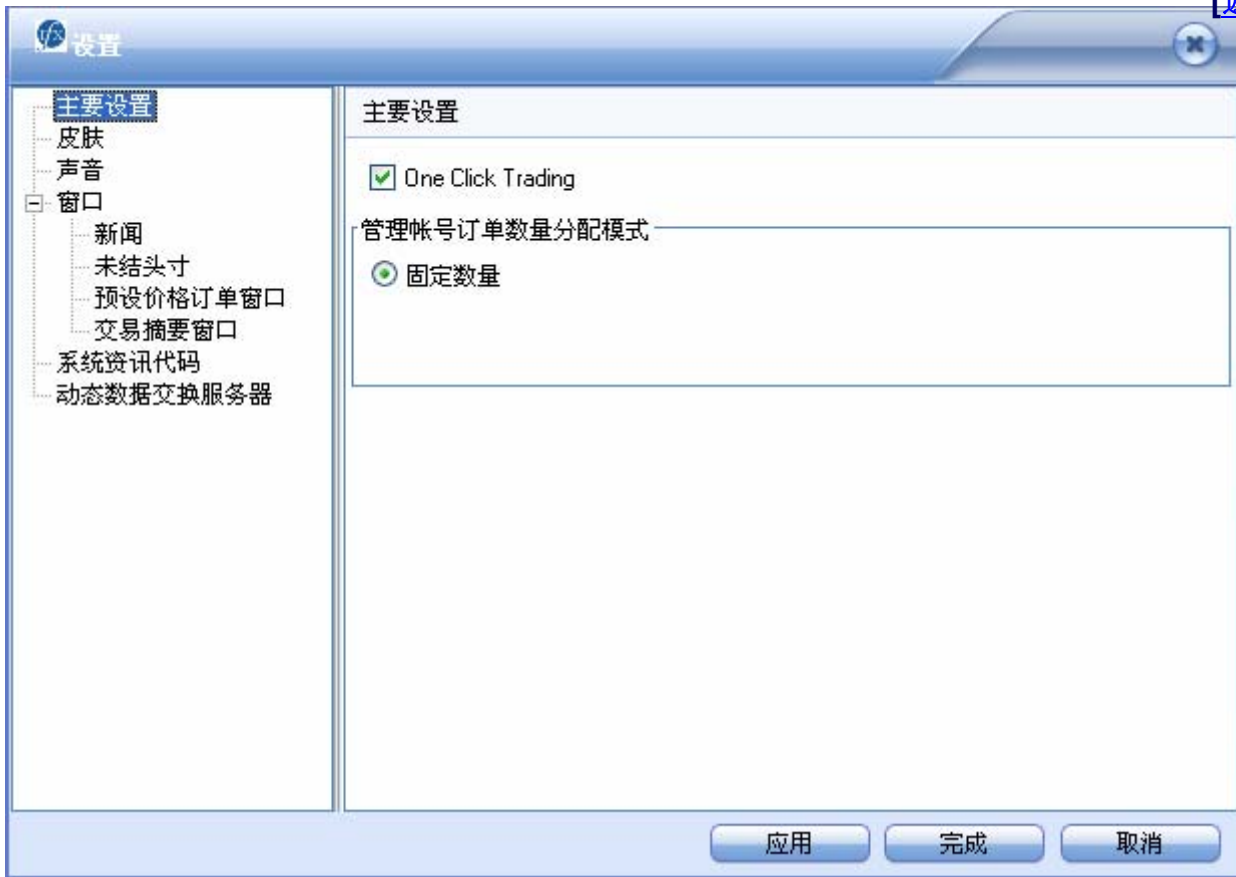 设置
主要设置
皮肤
声音
窗口
新闻
未结头寸
预设价格订单窗口
交易摘要窗口
系统资讯代码
动态数据交换服务器
主要设置
One Click Trading
管理帐号订单数量分配模式
固定数量
应用
完成
取消